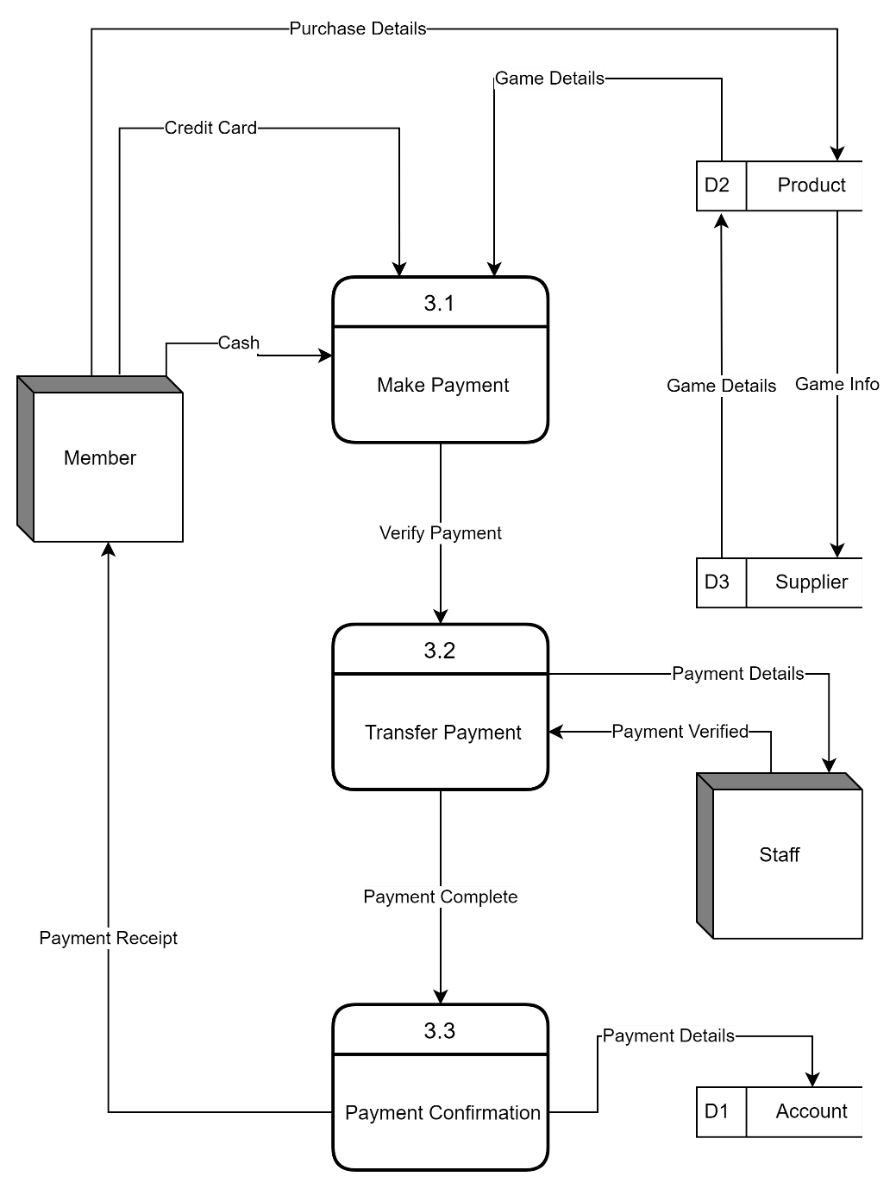 Purchase Details
Game Details
Credit Card
D2
Product
3.1
Cash
Make Payment
Game Details
Game Info
Member
Verify Payment
D3
Supplier
3.2
Payment Details
Transfer Payment
Payment Verified
Staff
Payment Complete
Payment Receipt
3.3
Payment Details
Payment Confirmation
D1
Account